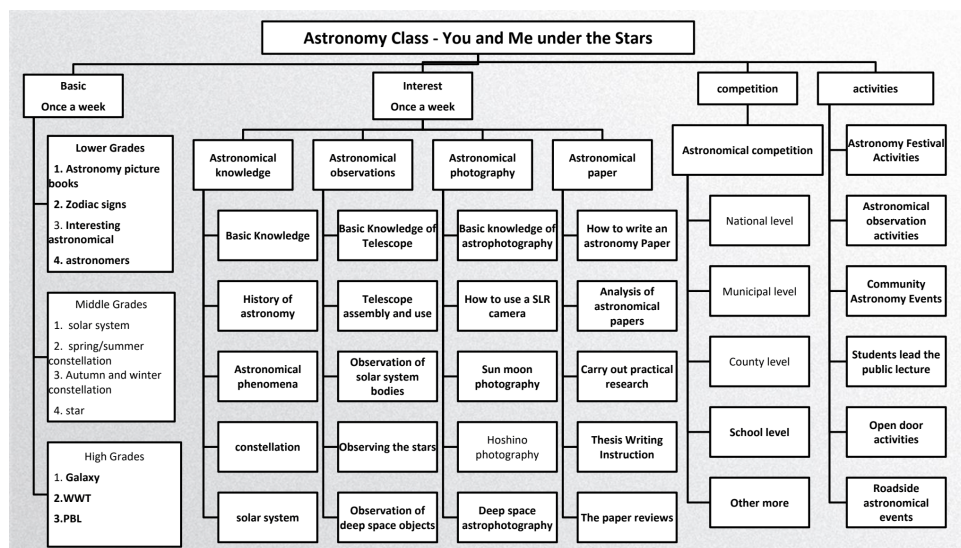 Astronomy Class - You and Me under the Stars
Basic
Once a week
Lower Grades
1. Astronomy picture
books
2. Zodiac signs
3. Interesting
astronomical
4. astronomers
Middle Grades
1. solar system
2. spring/summer
constellation
3. Autumn and winter
constellation
4. star
High Grades
1. Galaxy
2.WWT
3.PBL
Interest
Once a week
Astronomical
knowledge
Basic Knowledge
History of
astronomy
Astronomical
phenomena
constellation
solar system
Astronomical
observations
Basic Knowledge of
Telescope
Telescope
assembly and use
Observation of
solar system
bodies
Observing the stars
Observation of
deep space objects
Astronomical
photography
Basic knowledge of
astrophotography
How to use a SLR
camera
Sun moon
photography
Hoshino
photography
Deep space
astrophotography
Astronomical
paper
How to write an
astronomy Paper
Analysis of
astronomical
papers
Carry out practical
research
Thesis Writing
Instruction
The paper reviews
competition
Astronomical competition
National level
Municipal level
County level
School level
Other more
activities
Astronomy Festival
Activities
Astronomical
observation
activities
Community
Astronomy Events
Students lead the
public lecture
Open door
activities
Roadside
astronomical
events